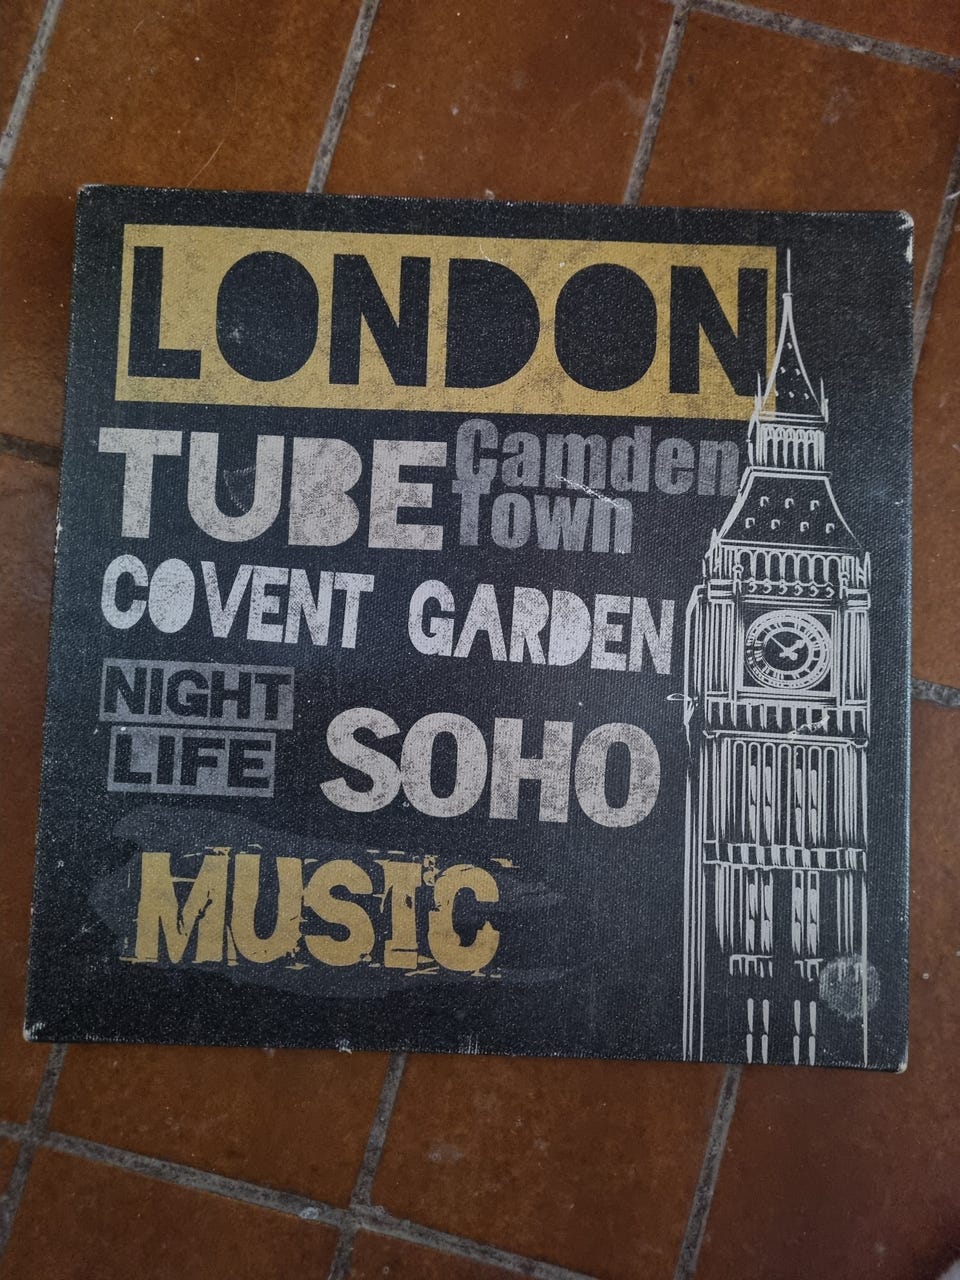 LONDON
TUBE
Camden
Town
COVENT GARDEN
NIGHT
LIFE
SOHO
MUSIC